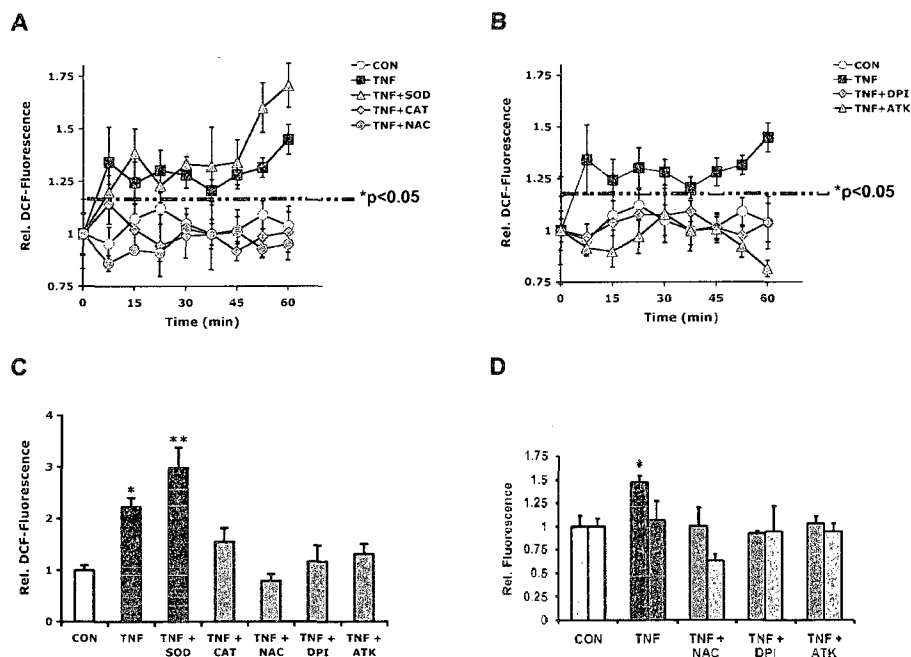 A
Rel. DCF-Fluorescence
1.75
1.5
1.25
1
0.75
0 15 30 45 60
Time (min)
CON
TNF
TNF+SOD
TNF+CAT
TNF+NAC
*p<0.05
B
Rel. DCF-Fluorescence
1.75
1.5
1.25
1
0.75
0 15 30 45 60
Time (min)
CON
TNF
TNF+DPI
TNF+ATK
*p<0.05
C
Rel. DCF-Fluorescence
4
3
2
1
0
*
**
CON TNF TNF + TNF + TNF + TNF + TNF +
SOD CAT NAC DPI ATK
D
Rel. Fluorescence
1.75
1.5
1.25
1
0.75
0.5
0.25
0
*
CON TNF TNF + TNF + TNF +
NAC DPI ATK